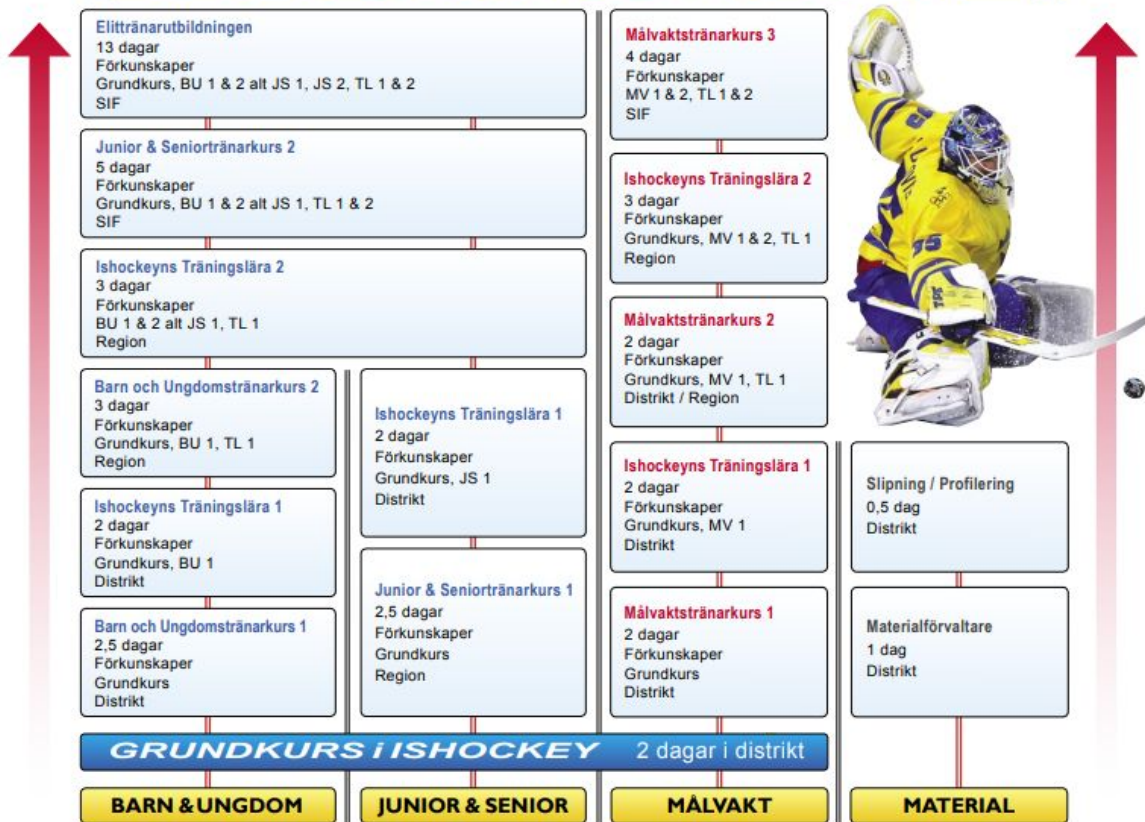 Elittränarutbildningen
13 dagar
Förkunskaper
Grundkurs, BU 1 & 2 alt JS 1, JS 2, TL 1 & 2
SIF
Junior & Seniortränarkurs 2
5 dagar
Förkunskaper
Grundkurs, BU 1 & 2 alt JS 1, TL 1 & 2
SIF
Ishockeyns Träningslära 2
3 dagar
Förkunskaper
BU 1 & 2 alt JS 1, TL 1
Region
Barn och Ungdomstränarkurs 2
3 dagar
Förkunskaper
Grundkurs, BU 1, TL 1
Region
Ishockeyns Träningslära 1
2 dagar
Förkunskaper
Grundkurs, BU 1
Distrikt
Barn och Ungdomstränarkurs 1
2,5 dagar
Förkunskaper
Grundkurs
Distrikt
Ishockeyns Träningslära 1
2 dagar
Förkunskaper
Grundkurs, JS 1
Distrikt
Junior & Seniortränarkurs 1
2,5 dagar
Förkunskaper
Grundkurs
Region
Målvaktstränarkurs 3
4 dagar
Förkunskaper
MV 1 & 2, TL 1 & 2
SIF
Ishockeyns Träningslära 2
3 dagar
Förkunskaper
Grundkurs, MV 1 & 2, TL 1
Region
Målvaktstränarkurs 2
2 dagar
Förkunskaper
Grundkurs, MV 1, TL 1
Distrikt / Region
Ishockeyns Träningslära 1
2 dagar
Förkunskaper
Grundkurs, MV 1
Distrikt
Målvaktstränarkurs 1
2 dagar
Förkunskaper
Grundkurs
Distrikt
Slipning / Profilering
0,5 dag
Distrikt
Materialförvaltare
1 dag
Distrikt
35
GRUNDKURS i ISHOCKEY 2 dagar i distrikt
BARN & UNGDOM
JUNIOR & SENIOR
MÅLVAKT
MATERIAL